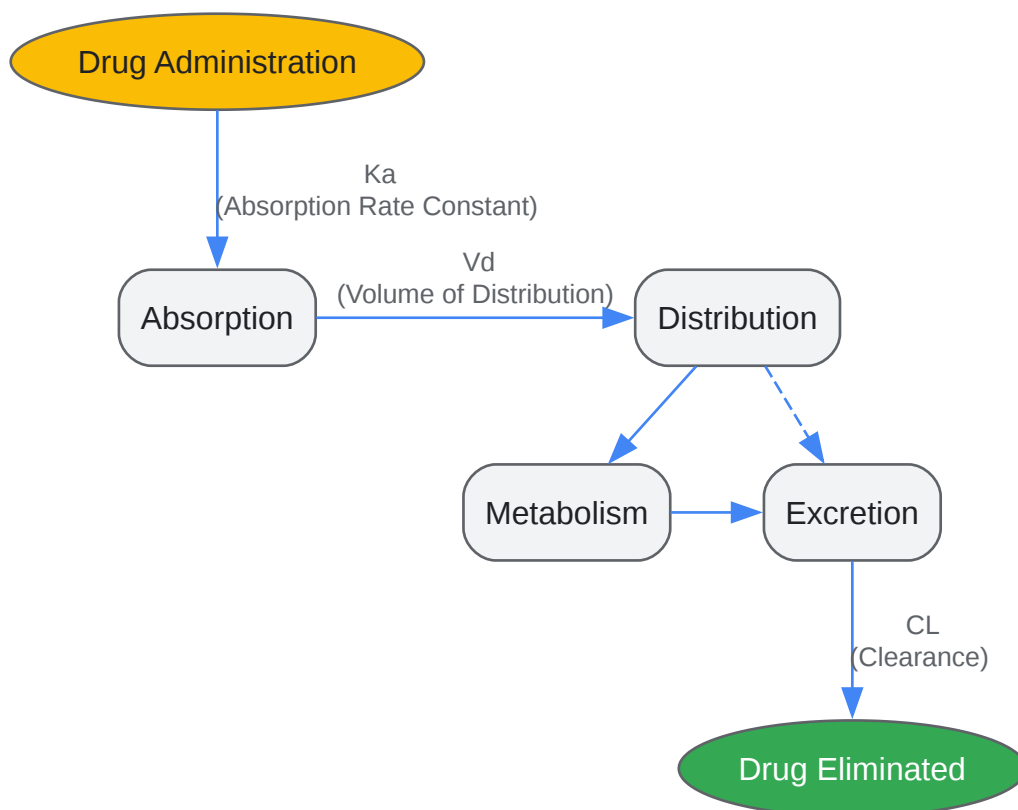 Drug Administration
Ka
(Absorption Rate Constant)
Vd
(Volume of Distribution)
Absorption
Distribution
Metabolism
Excretion
CL
(Clearance)
Drug Eliminated